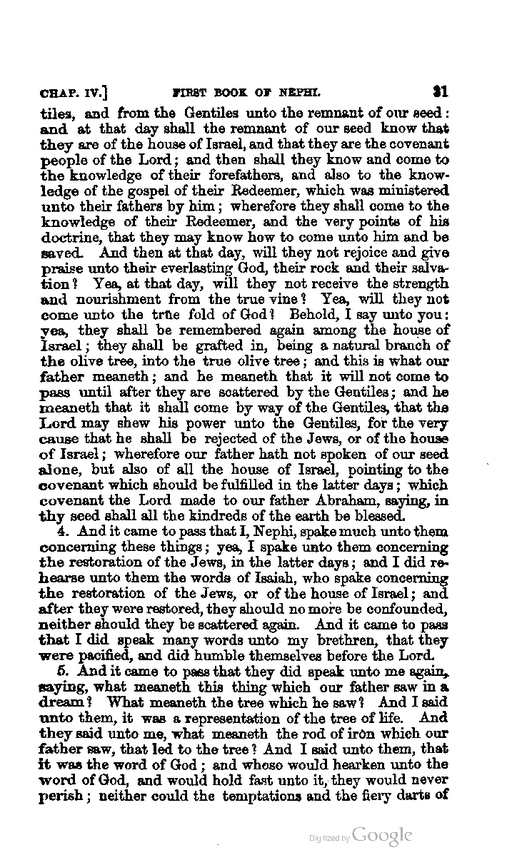 CHAP. IV.] FIRST BOOK OF NEPHI. 31
tiles, and from the Gentiles unto the remnant of our seed:
and at that day shall the remnant of our seed know that
they are of the house of Israel, and that they are the covenant
people of the Lord; and then shall they know and come to
the knowledge of their forefathers, and also to the know-
ledge of the gospel of their Redeemer, which was ministered
unto their fathers by him; wherefore they shall come to the
knowledge of their Redeemer, and the very points of his
doctrine, that they may know how to come unto him and be
saved. And then at that day, will they not rejoice and give
praise unto their everlasting God, their rock and their salva-
tion? Yea, at that day, will they not receive the strength
and nourishment from the true vine? Yea, will they not
come unto the true fold of God? Behold, I say unto you:
yea, they shall be remembered again among the house of
Israel; they shall be grafted in, being a natural branch of
the olive tree, into the true olive tree; and this is what our
father meaneth; and he meaneth that it will not come to
pass until after they are scattered by the Gentiles; and he
meaneth that it shall come by way of the Gentiles, that the
Lord may shew his power unto the Gentiles, for the very
cause that he shall be rejected of the Jews, or of the house
of Israel; wherefore our father hath not spoken of our seed
alone, but also of all the house of Israel, pointing to the
covenant which should be fulfilled in the latter days; which
covenant the Lord made to our father Abraham, saying, in
thy seed shall all the kindreds of the earth be blessed.
4. And it came to pass that I, Nephi, spake much unto them
concerning these things; yea, I spake unto them concerning
the restoration of the Jews, in the latter days; and I did re-
hearse unto them the words of Isaiah, who spake concerning
the restoration of the Jews, or of the house of Israel; and
after they were restored, they should no more be confounded,
neither should they be scattered again. And it came to pass
that I did speak many words unto my brethren, that they
were pacified, and did humble themselves before the Lord.
5. And it came to pass that they did speak unto me again,
saying, what meaneth this thing which our father saw in a
dream? What meaneth the tree which he saw? And I said
unto them, it was a representation of the tree of life. And
they said unto me, what meaneth the rod of iron which our
father saw, that led to the tree? And I said unto them, that
it was the word of God; and whoso would hearken unto the
word of God, and would hold fast unto it, they would never
perish; neither could the temptations and the fiery darts of
Digitized by Google